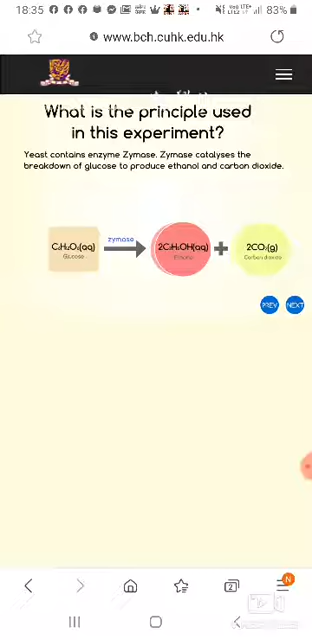 18:35
83%
www.bch.cuhk.edu.hk
What is the principle used
in this experiment?
Yeast contains enzyme Zymase. Zymase catalyses the
breakdown of glucose to produce ethanol and carbon dioxide.
zymase
C₆H₁₂O₆(aq)
Glucose
2C₂H₅OH(aq)
Ethanol
+
2CO₂(g)
Carbon dioxide
PREV NEXT
2
N